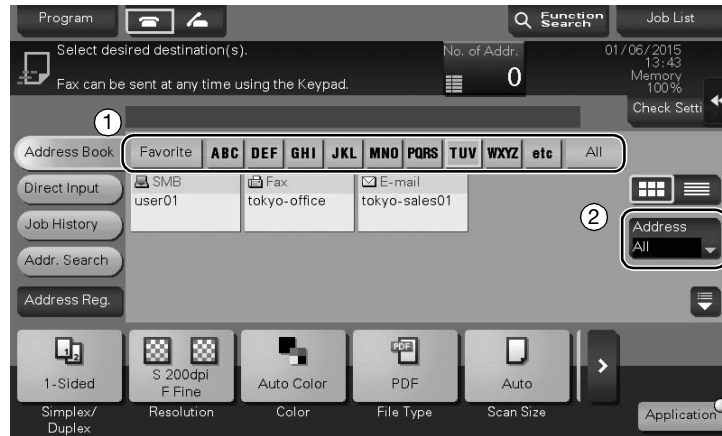 Program
Function
Search
Job List
Select desired destination(s).
Fax can be sent at any time using the Keypad.
No. of Addr.
0
01/06/2015
13:43
Memory
100%
Check Setti
1
Address Book
Favorite ABC DEF GHI JKL MNO PQRS TUV WXYZ etc All
Direct Input
SMB
user01
Fax
tokyo-office
E-mail
tokyo-sales01
Job History
2
Address
All
Addr. Search
Address Reg.
1 2
1-Sided
Simplex/
Duplex
S 200dpi
F Fine
Resolution
Auto Color
Color
PDF
PDF
File Type
Auto
Scan Size
Application